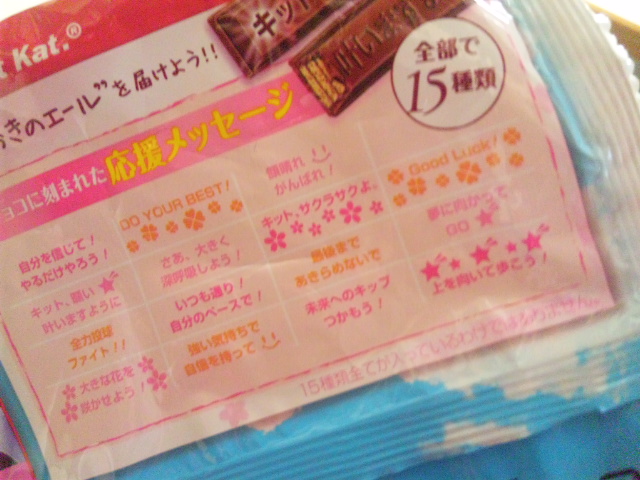 t Kat.®
きのエール”を届けよう!!
キット
叶いますよ
全部で
15種類
ョコに刻まれた応援メッセージ
自分を信じて!
やるだけやろう!
キット、願い
叶いますように
全力投球
ファイト!!
大きな花を
咲かせよう!
DO YOUR BEST!
さあ、大きく
深呼吸しよう!
いつも通り!
自分のペースで!
強い気持ちで
自信を持って
頑晴れ
がんばれ!
キット、サクラサクよ。
最後まで
あきらめないで
未来へのキップ
つかもう!
Good Luck!
夢に向かって
GO
上を向いて歩こう!
15種類全てが入っているわけではありません。